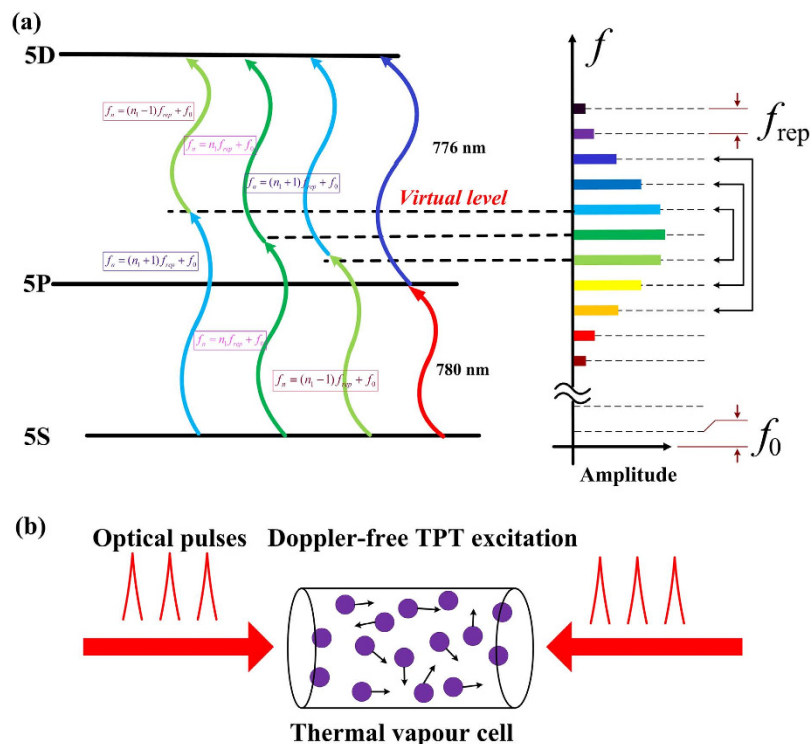 (a)
5D
f
f_n = (n_1 − 1) f_rep + f_0
f_n = n_1 f_rep + f_0
776 nm
f_rep
f_n = (n_1 + 1) f_rep + f_0
Virtual level
f_n = (n_1 + 1) f_rep + f_0
5P
f_n = n_1 f_rep + f_0
780 nm
f_n = (n_1 − 1) f_rep + f_0
5S
f_0
Amplitude
(b)
Optical pulses Doppler-free TPT excitation
Thermal vapour cell